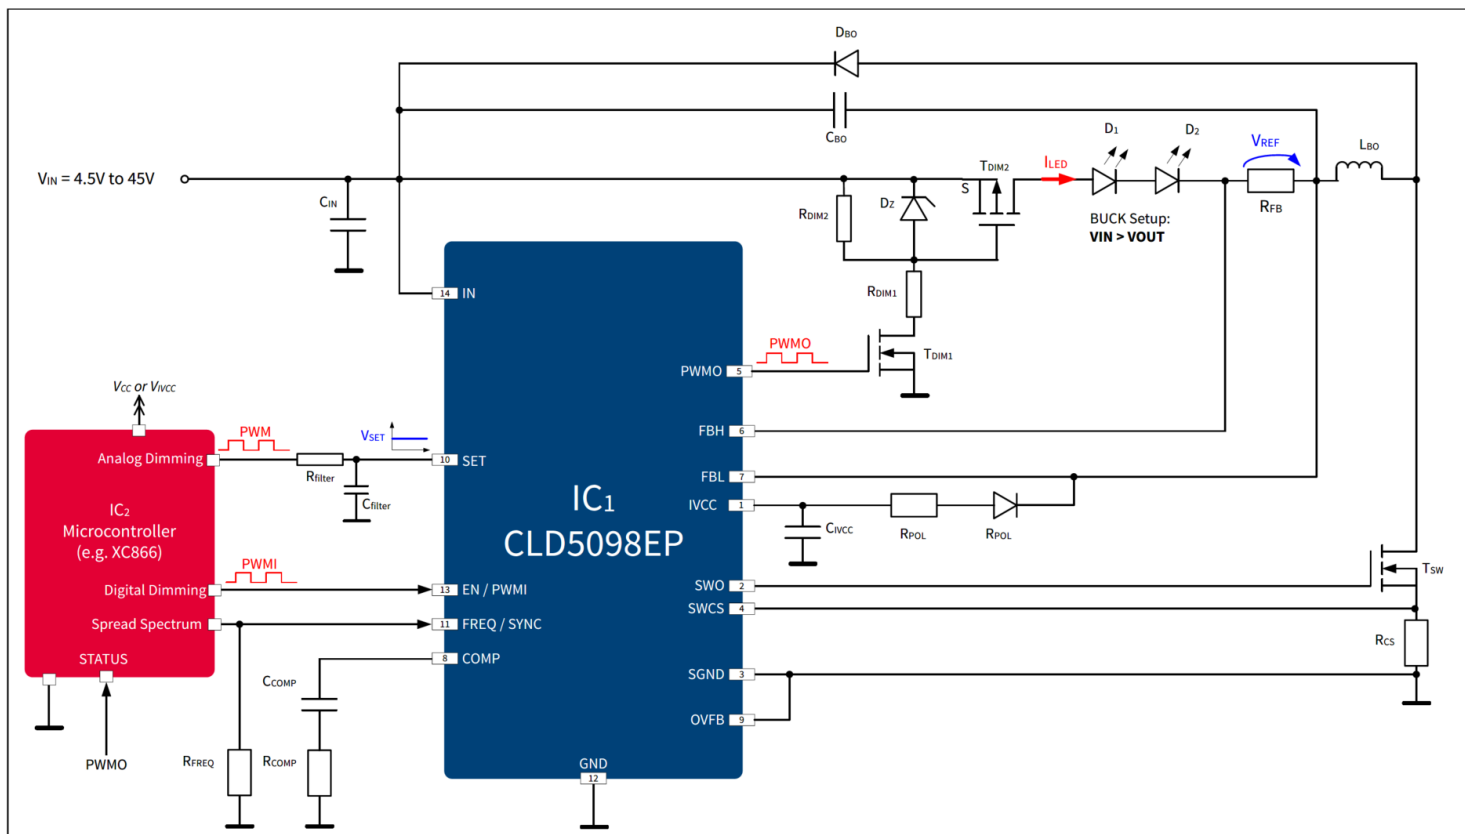 DBO
CBO
D1
D2
VREF
LBO
TDIM2
ILED
VIN = 4.5V to 45V
S
CIN
RDIM2
DZ
RFB
BUCK Setup:
VIN > VOUT
RDIM1
14
IN
PWMO
TDIM1
PWMO
5
VCC or VIVCC
PWM
VSET
FBH
6
Analog Dimming
10
SET
FBL
7
Rfilter
Cfilter
IC1
CLD5098EP
IVCC
1
CIVCC
RPOL
RPOL
IC2
Microcontroller
(e.g. XC866)
PWMI
TSW
Digital Dimming
13
EN / PWMI
SWO
2
SWCS
4
Spread Spectrum
11
FREQ / SYNC
RCS
STATUS
8
COMP
CCOMP
SGND
3
OVFB
9
PWMO
RFREQ
RCOMP
GND
12